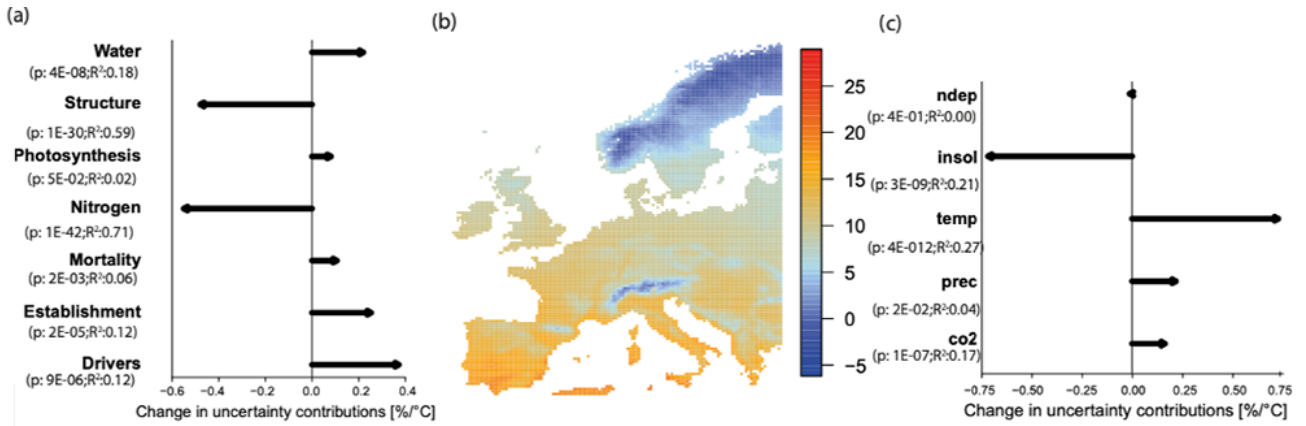 (a)
Water
(p: 4E-08;R²:0.18)
Structure
(p: 1E-30;R²:0.59)
Photosynthesis
(p: 5E-02;R²:0.02)
Nitrogen
(p: 1E-42;R²:0.71)
Mortality
(p: 2E-03;R²:0.06)
Establishment
(p: 2E-05;R²:0.12)
Drivers
(p: 9E-06;R²:0.12)
−0.6 −0.4 −0.2 0.0 0.2 0.4
Change in uncertainty contributions [%/°C]
(b)
25
20
15
10
5
0
−5
(c)
ndep
(p: 4E-01;R²:0.00)
insol
(p: 3E-09;R²:0.21)
temp
(p: 4E-012;R²:0.27)
prec
(p: 2E-02;R²:0.04)
co2
(p: 1E-07;R²:0.17)
−0.75 −0.25 0.00 0.25 0.50 0.75
Change in uncertainty contributions [%/°C]